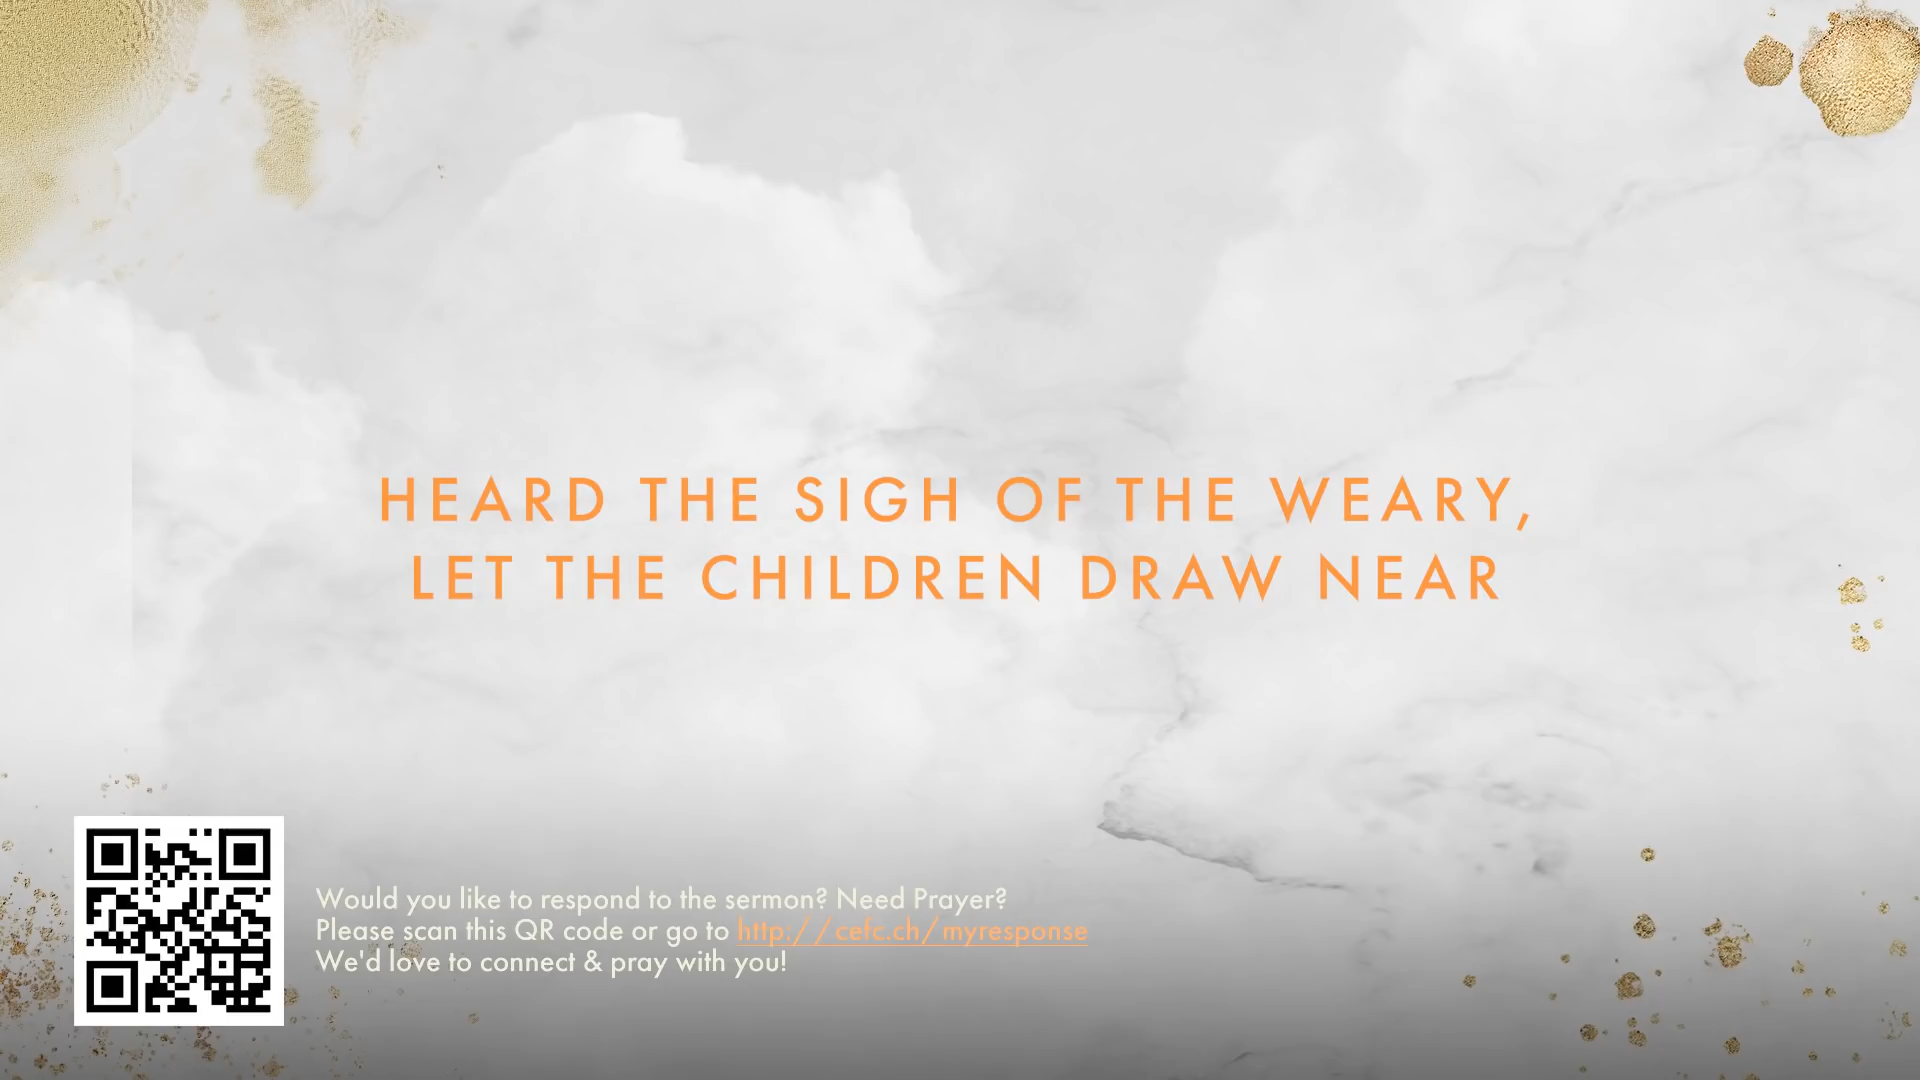 HEARD THE SIGH OF THE WEARY,
LET THE CHILDREN DRAW NEAR
Would you like to respond to the sermon? Need Prayer?
Please scan this QR code or go to http://cefc.ch/myresponse
We'd love to connect & pray with you!